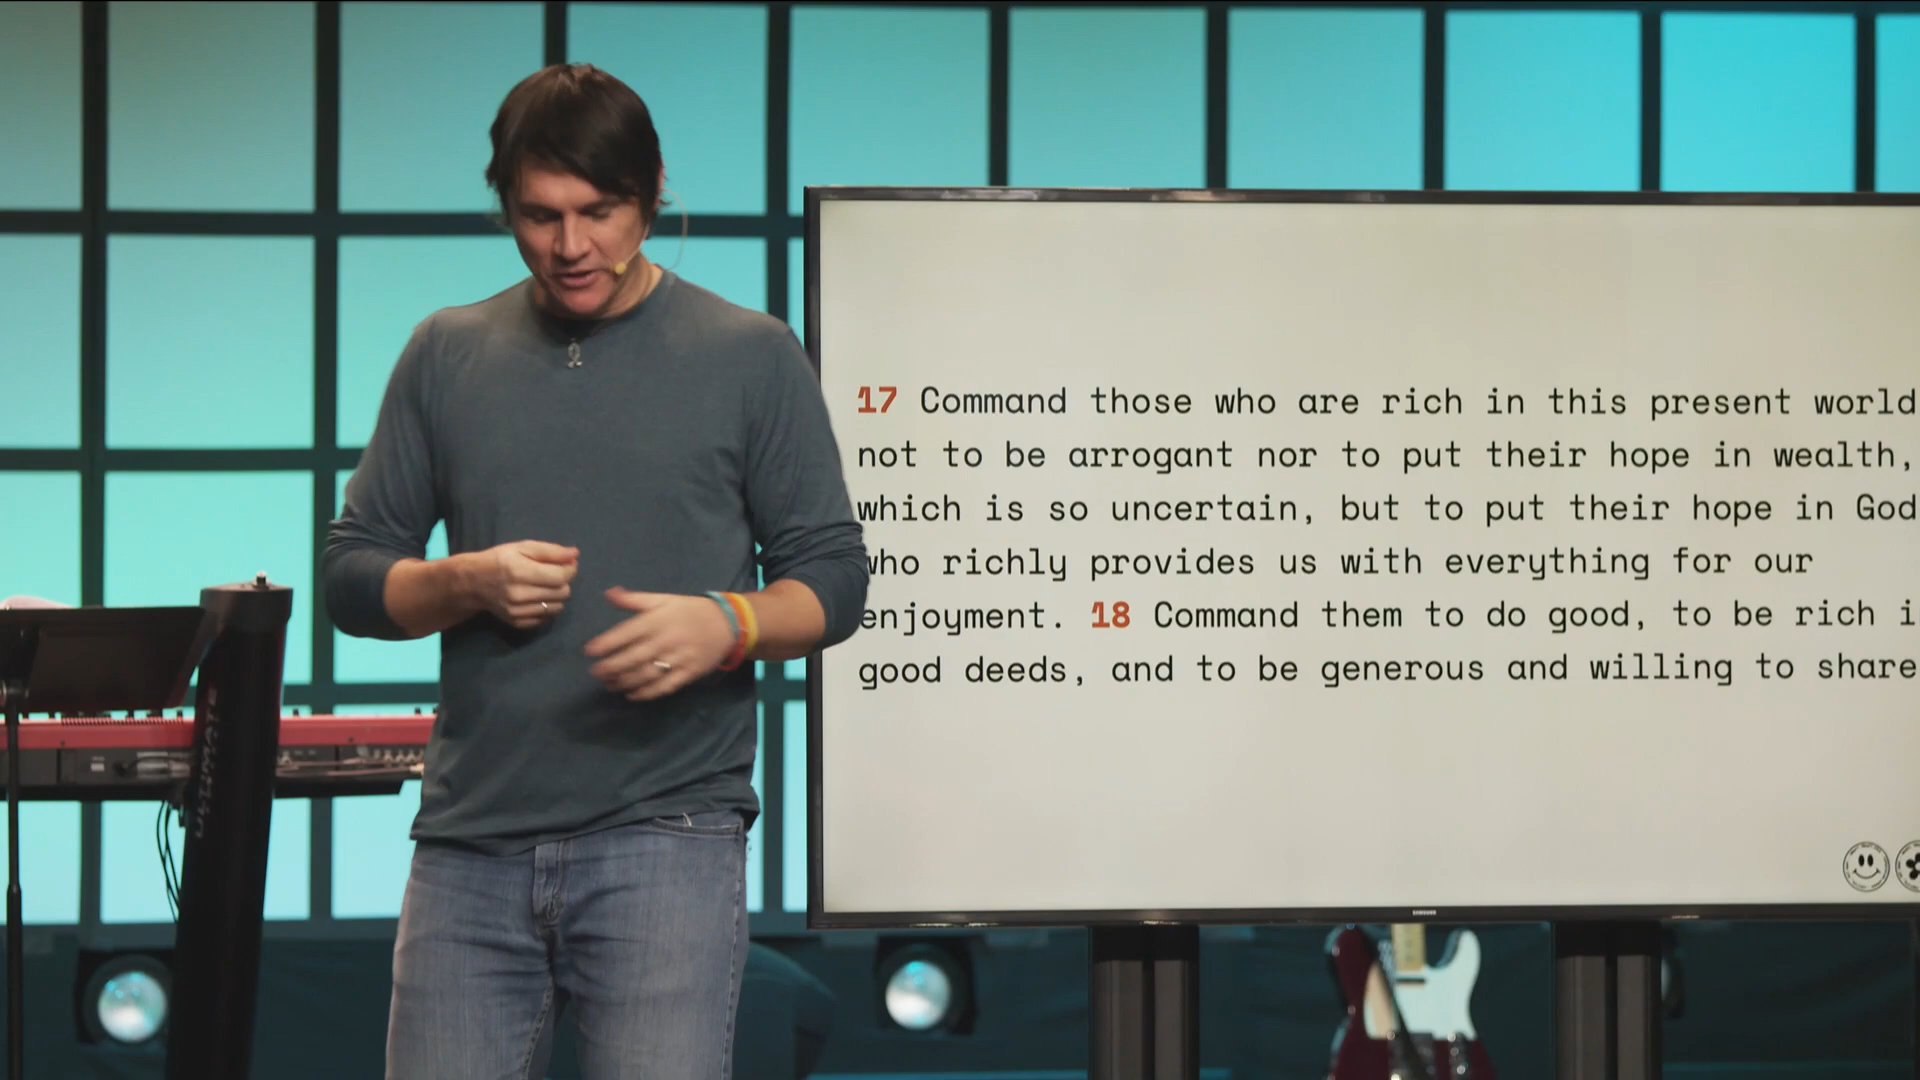 17 Command those who are rich in this present world
not to be arrogant nor to put their hope in wealth,
which is so uncertain, but to put their hope in God
who richly provides us with everything for our
enjoyment. 18 Command them to do good, to be rich i
good deeds, and to be generous and willing to share
SAMSUNG
ULTIMATE